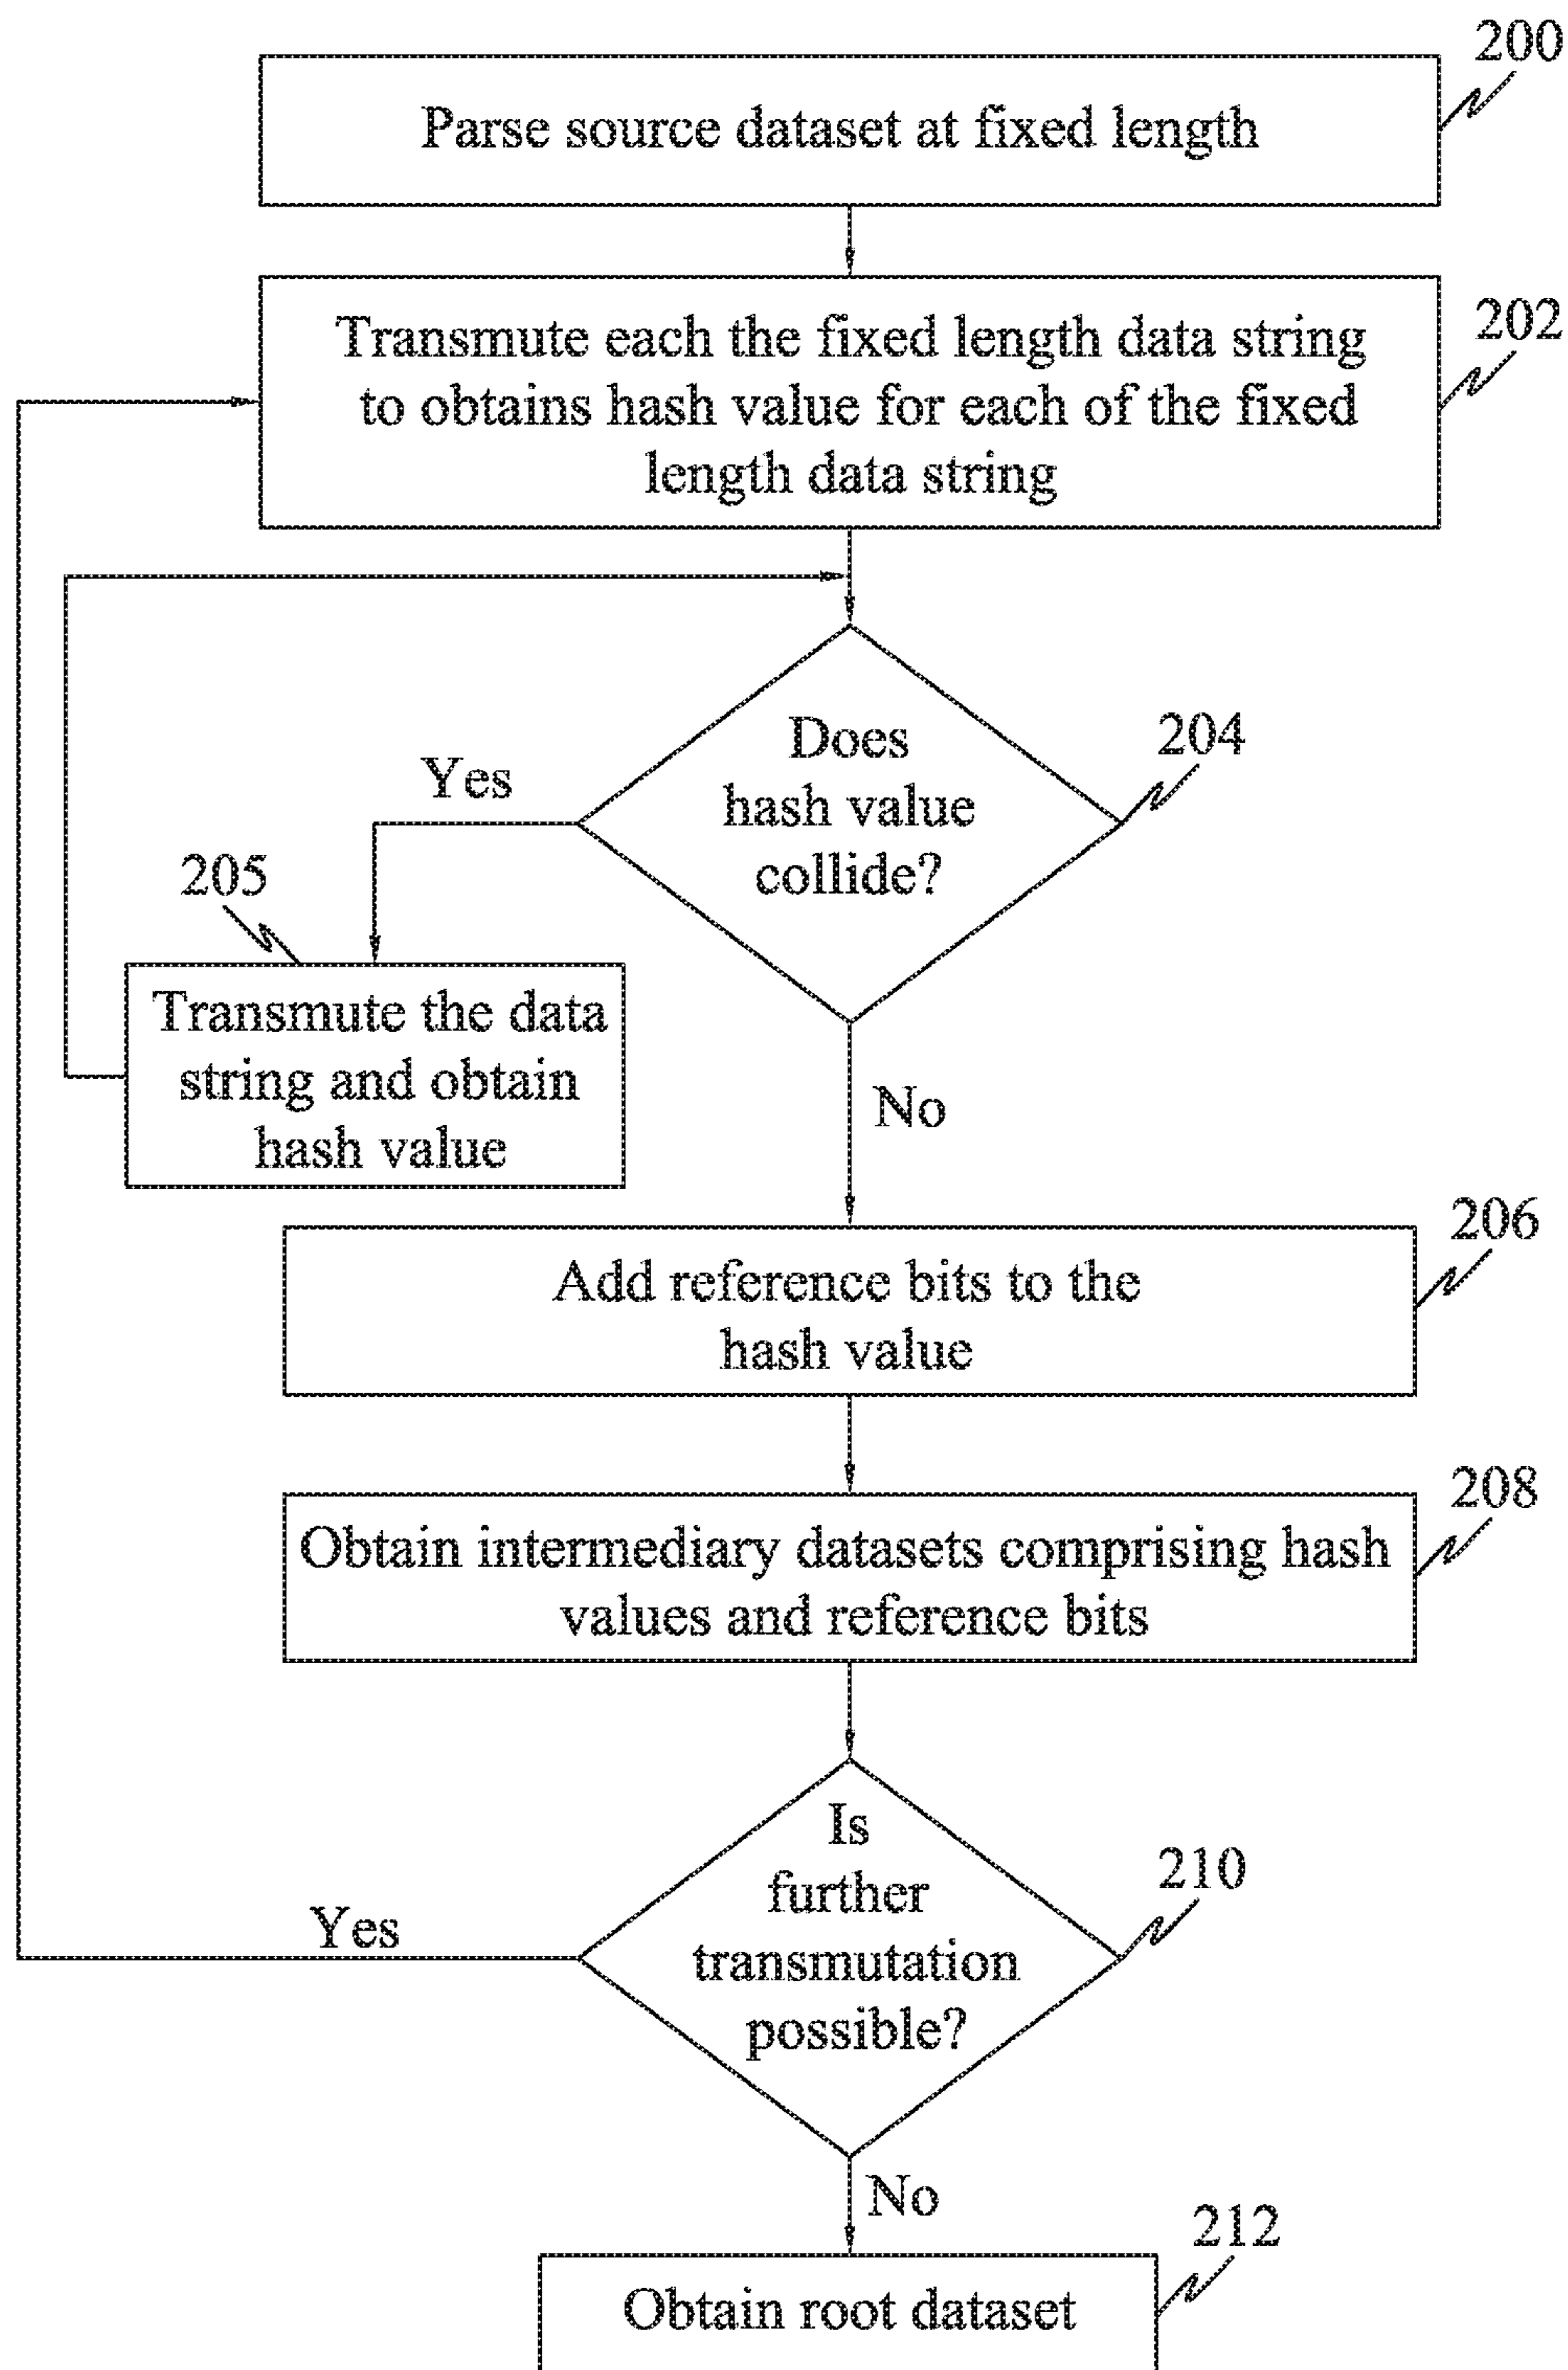 200
Parse source dataset at fixed length
202
Transmute each the fixed length data string
to obtains hash value for each of the fixed
length data string
Does
hash value
collide?
204
Yes
205
Transmute the data
string and obtain
hash value
No
206
Add reference bits to the
hash value
208
Obtain intermediary datasets comprising hash
values and reference bits
Is
further
transmutation
possible?
210
Yes
No
212
Obtain root dataset